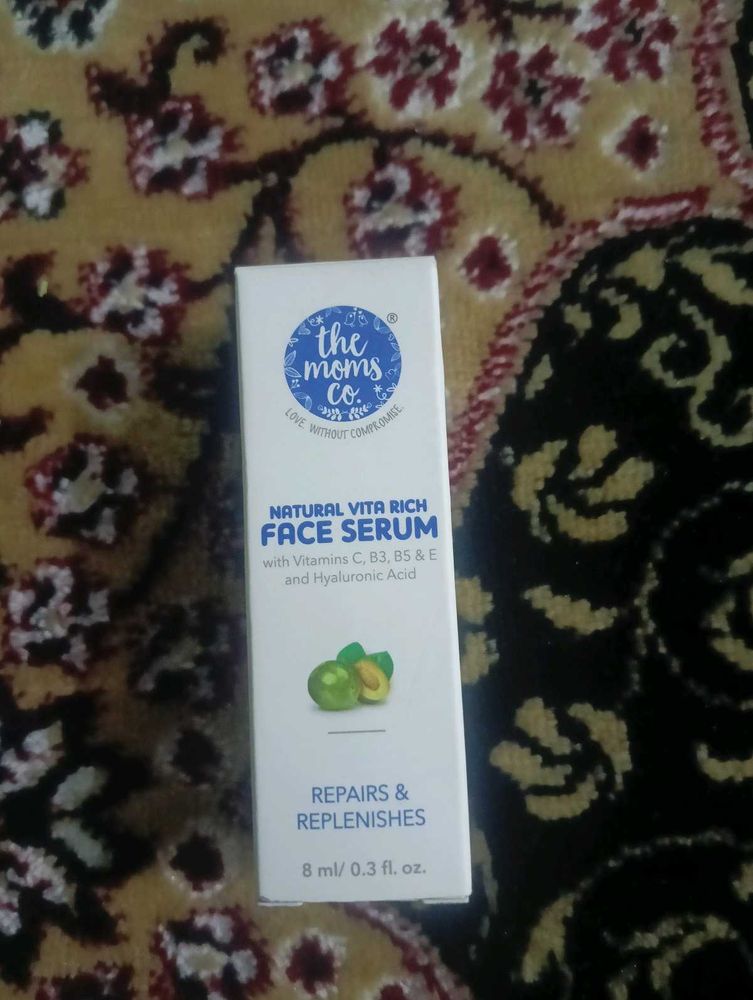 the
moms
co.
®
LOVE. WITHOUT COMPROMISE.
NATURAL VITA RICH
FACE SERUM
with Vitamins C, B3, B5 & E
and Hyaluronic Acid
REPAIRS &
REPLENISHES
8 ml/ 0.3 fl. oz.